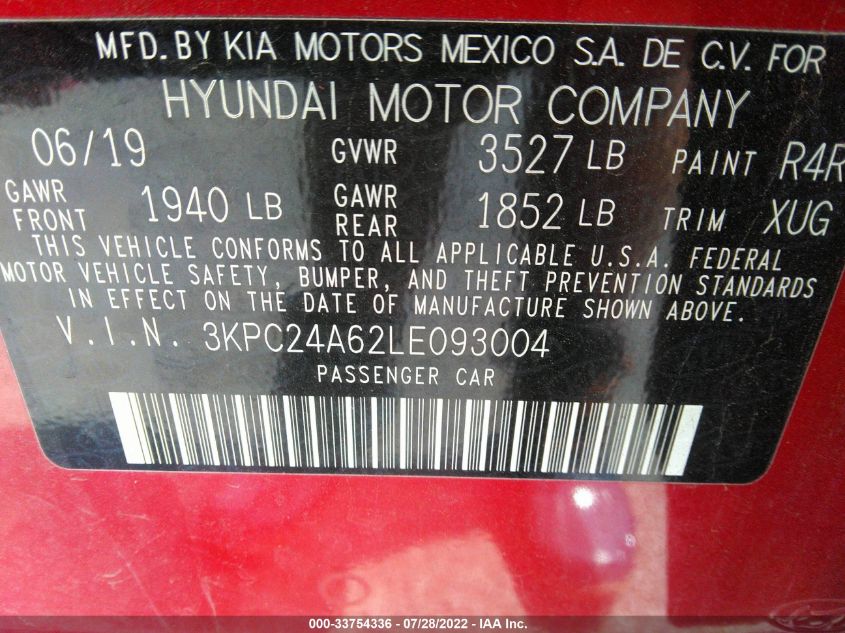 MFD. BY KIA MOTORS MEXICO S.A. DE C.V. FOR
HYUNDAI MOTOR COMPANY
06/19 GVWR 3527 LB PAINT R4R
GAWR FRONT 1940 LB GAWR REAR 1852 LB TRIM XUG
THIS VEHICLE CONFORMS TO ALL APPLICABLE U.S.A. FEDERAL
MOTOR VEHICLE SAFETY, BUMPER, AND THEFT PREVENTION STANDARDS
IN EFFECT ON THE DATE OF MANUFACTURE SHOWN ABOVE.
V.I.N. 3KPC24A62LE093004
PASSENGER CAR
000-33754336 - 07/28/2022 - IAA Inc.